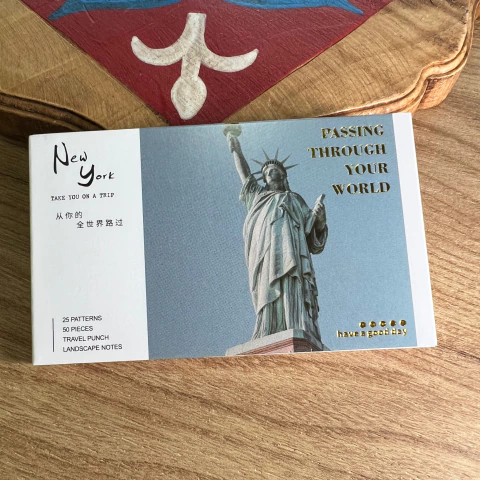 New
York
TAKE YOU ON A TRIP
从你的
全世界路过
25 PATTERNS
50 PIECES
TRAVEL PUNCH
LANDSCAPE NOTES
PASSING
THROUGH
YOUR
WORLD
have a good day